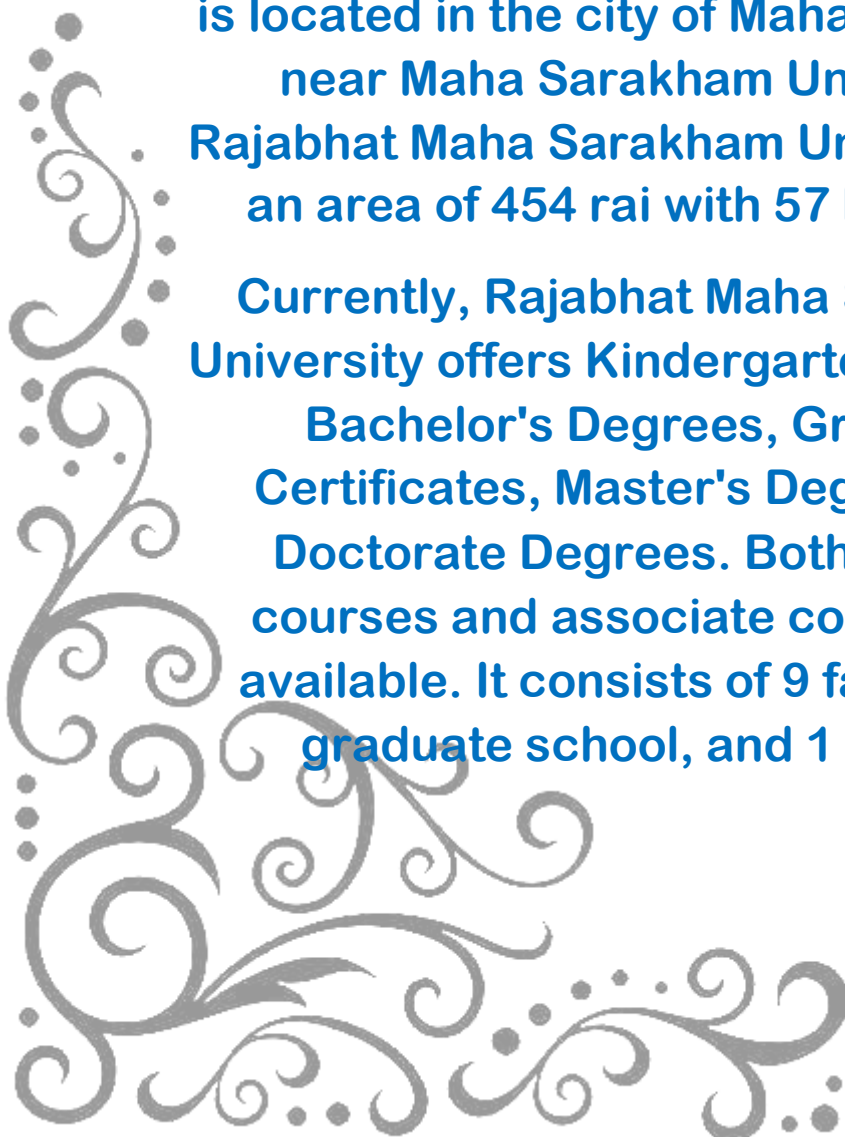 is located in the city of Maha
near Maha Sarakham Un
Rajabhat Maha Sarakham Un
an area of 454 rai with 57
Currently, Rajabhat Maha
University offers Kindergarte
Bachelor's Degrees, Gr
Certificates, Master's Deg
Doctorate Degrees. Both
courses and associate co
available. It consists of 9 fa
graduate school, and 1